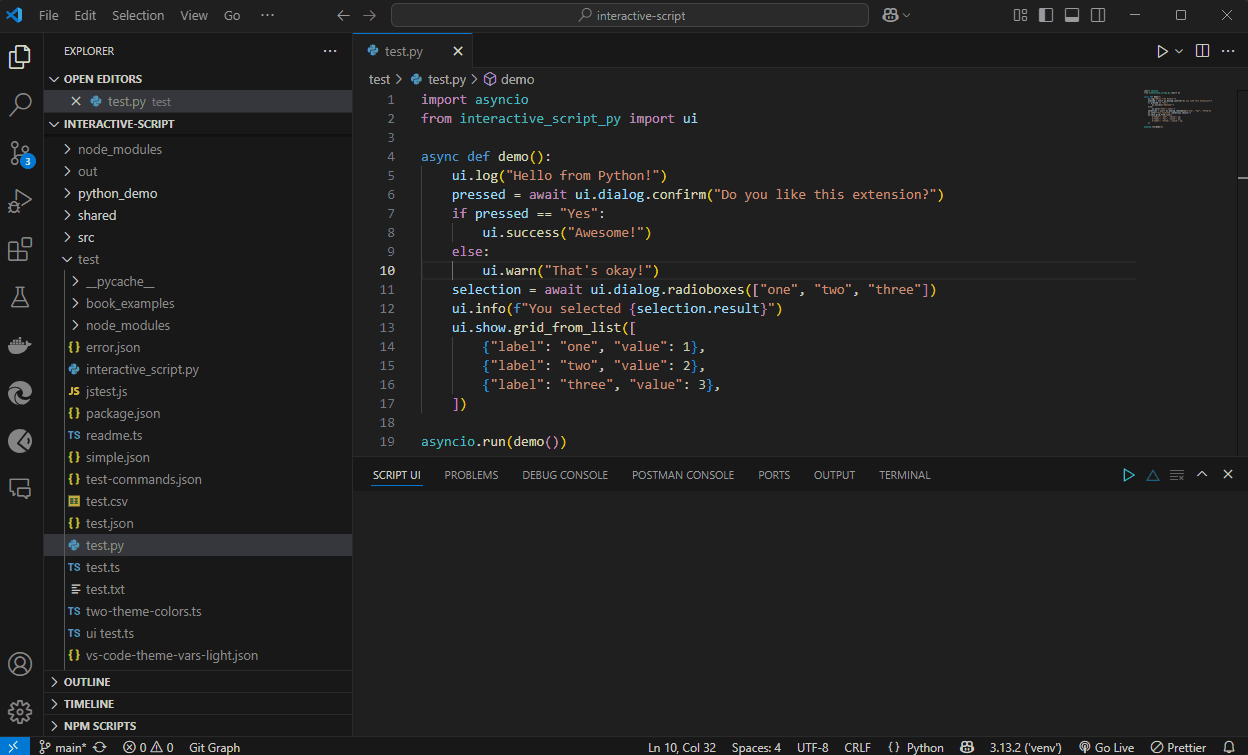 File Edit Selection View Go ··· interactive-script
EXPLORER ···
OPEN EDITORS
test.py test
INTERACTIVE-SCRIPT
node_modules
out
python_demo
shared
src
test
__pycache__
book_examples
node_modules
{} error.json
interactive_script.py
JS jstest.js
{} package.json
TS readme.ts
{} simple.json
{} test-commands.json
test.csv
{} test.json
test.py
TS test.ts
test.txt
TS two-theme-colors.ts
TS ui test.ts
{} vs-code-theme-vars-light.json
OUTLINE
TIMELINE
NPM SCRIPTS
3
test.py
test > test.py > demo
1 import asyncio
2 from interactive_script_py import ui
3
4 async def demo():
5     ui.log("Hello from Python!")
6     pressed = await ui.dialog.confirm("Do you like this extension?")
7     if pressed == "Yes":
8         ui.success("Awesome!")
9     else:
10         ui.warn("That's okay!")
11     selection = await ui.dialog.radioboxes(["one", "two", "three"])
12     ui.info(f"You selected {selection.result}")
13     ui.show.grid_from_list([
14         {"label": "one", "value": 1},
15         {"label": "two", "value": 2},
16         {"label": "three", "value": 3},
17     ])
18
19 asyncio.run(demo())
SCRIPT UI PROBLEMS DEBUG CONSOLE POSTMAN CONSOLE PORTS OUTPUT TERMINAL
main* 0 0 Git Graph Ln 10, Col 32 Spaces: 4 UTF-8 CRLF {} Python 3.13.2 ('venv') Go Live Prettier